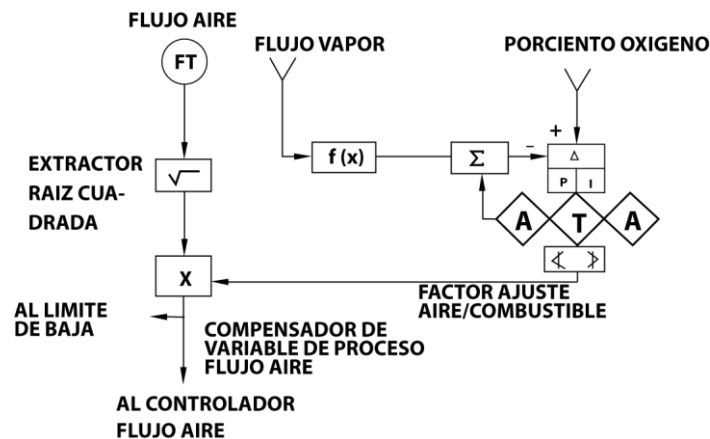 FLUJO AIRE
FT
FLUJO VAPOR
PORCIENTO OXIGENO
EXTRACTOR
RAIZ CUA-
DRADA
√
f (x)
Σ
−
+
Δ
P I
A T A
X
≮ ≯
FACTOR AJUSTE
AIRE/COMBUSTIBLE
AL LIMITE
DE BAJA
COMPENSADOR DE
VARIABLE DE PROCESO
FLUJO AIRE
AL CONTROLADOR
FLUJO AIRE